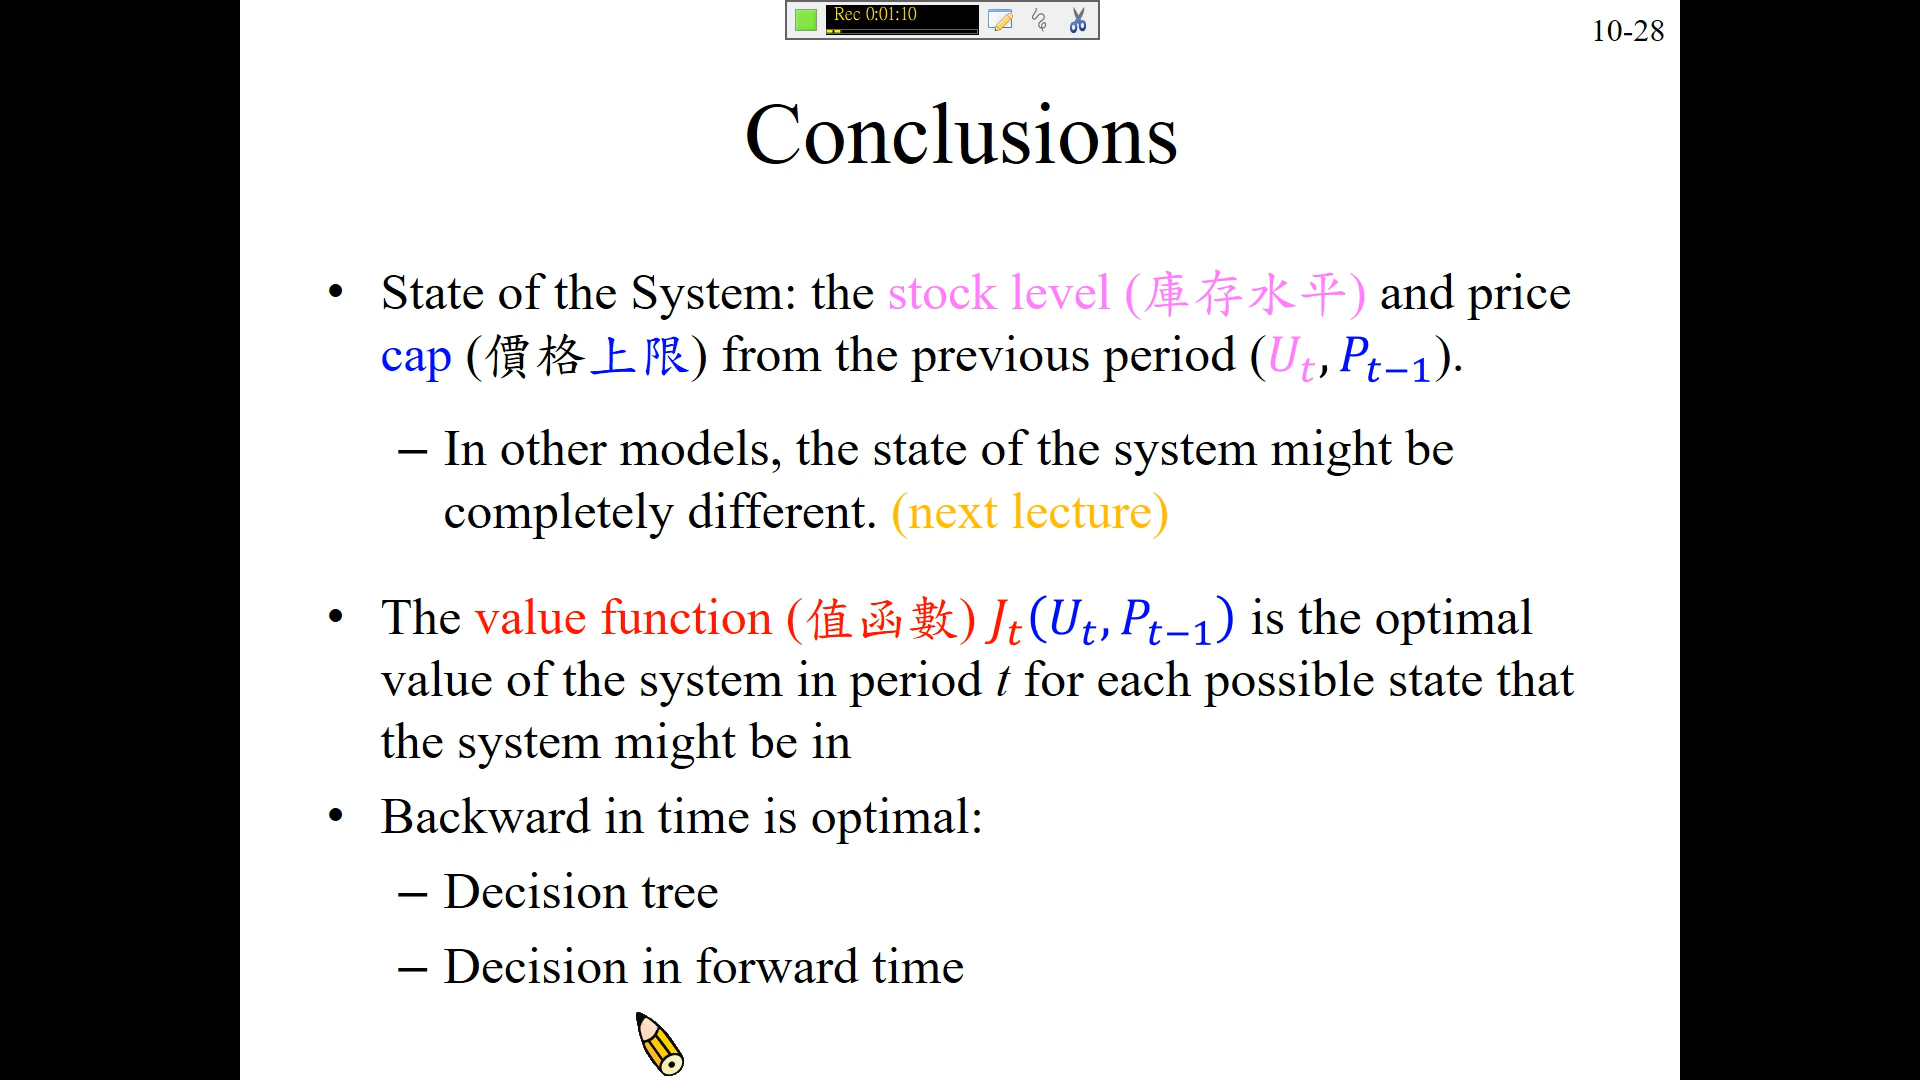 Rec 0:01:10
10-28
Conclusions
• State of the System: the stock level (庫存水平) and price
cap (價格上限) from the previous period (U_t, P_{t−1}).
– In other models, the state of the system might be
completely different. (next lecture)
• The value function (值函數) J_t(U_t, P_{t−1}) is the optimal
value of the system in period t for each possible state that
the system might be in
• Backward in time is optimal:
– Decision tree
– Decision in forward time